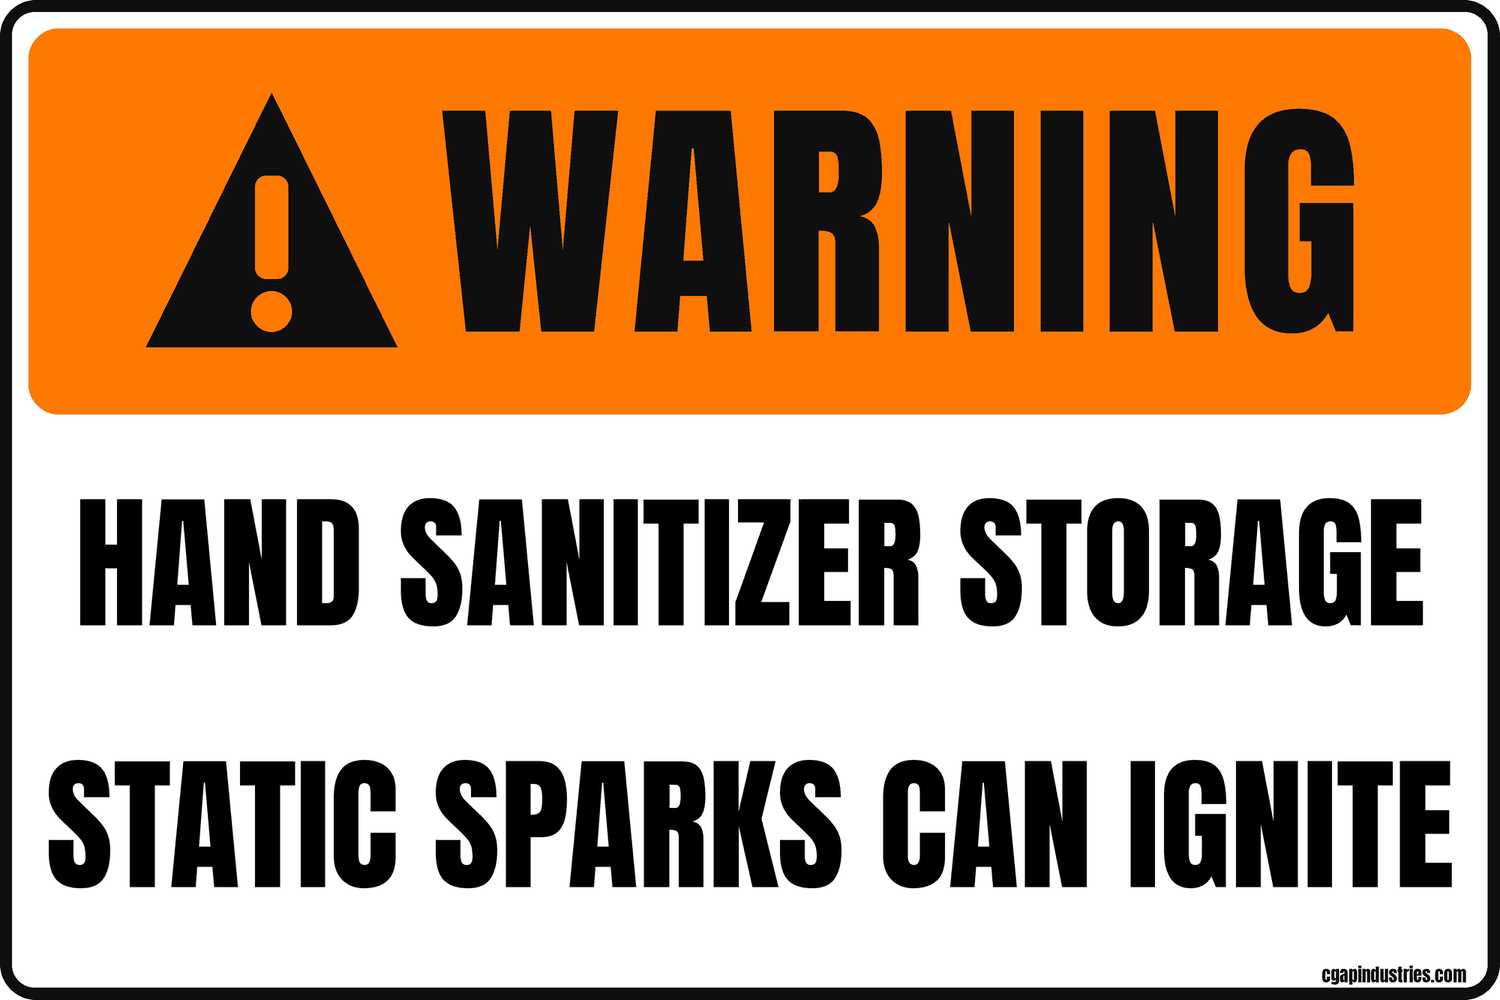 WARNING
HAND SANITIZER STORAGE
STATIC SPARKS CAN IGNITE
cgapindustries.com